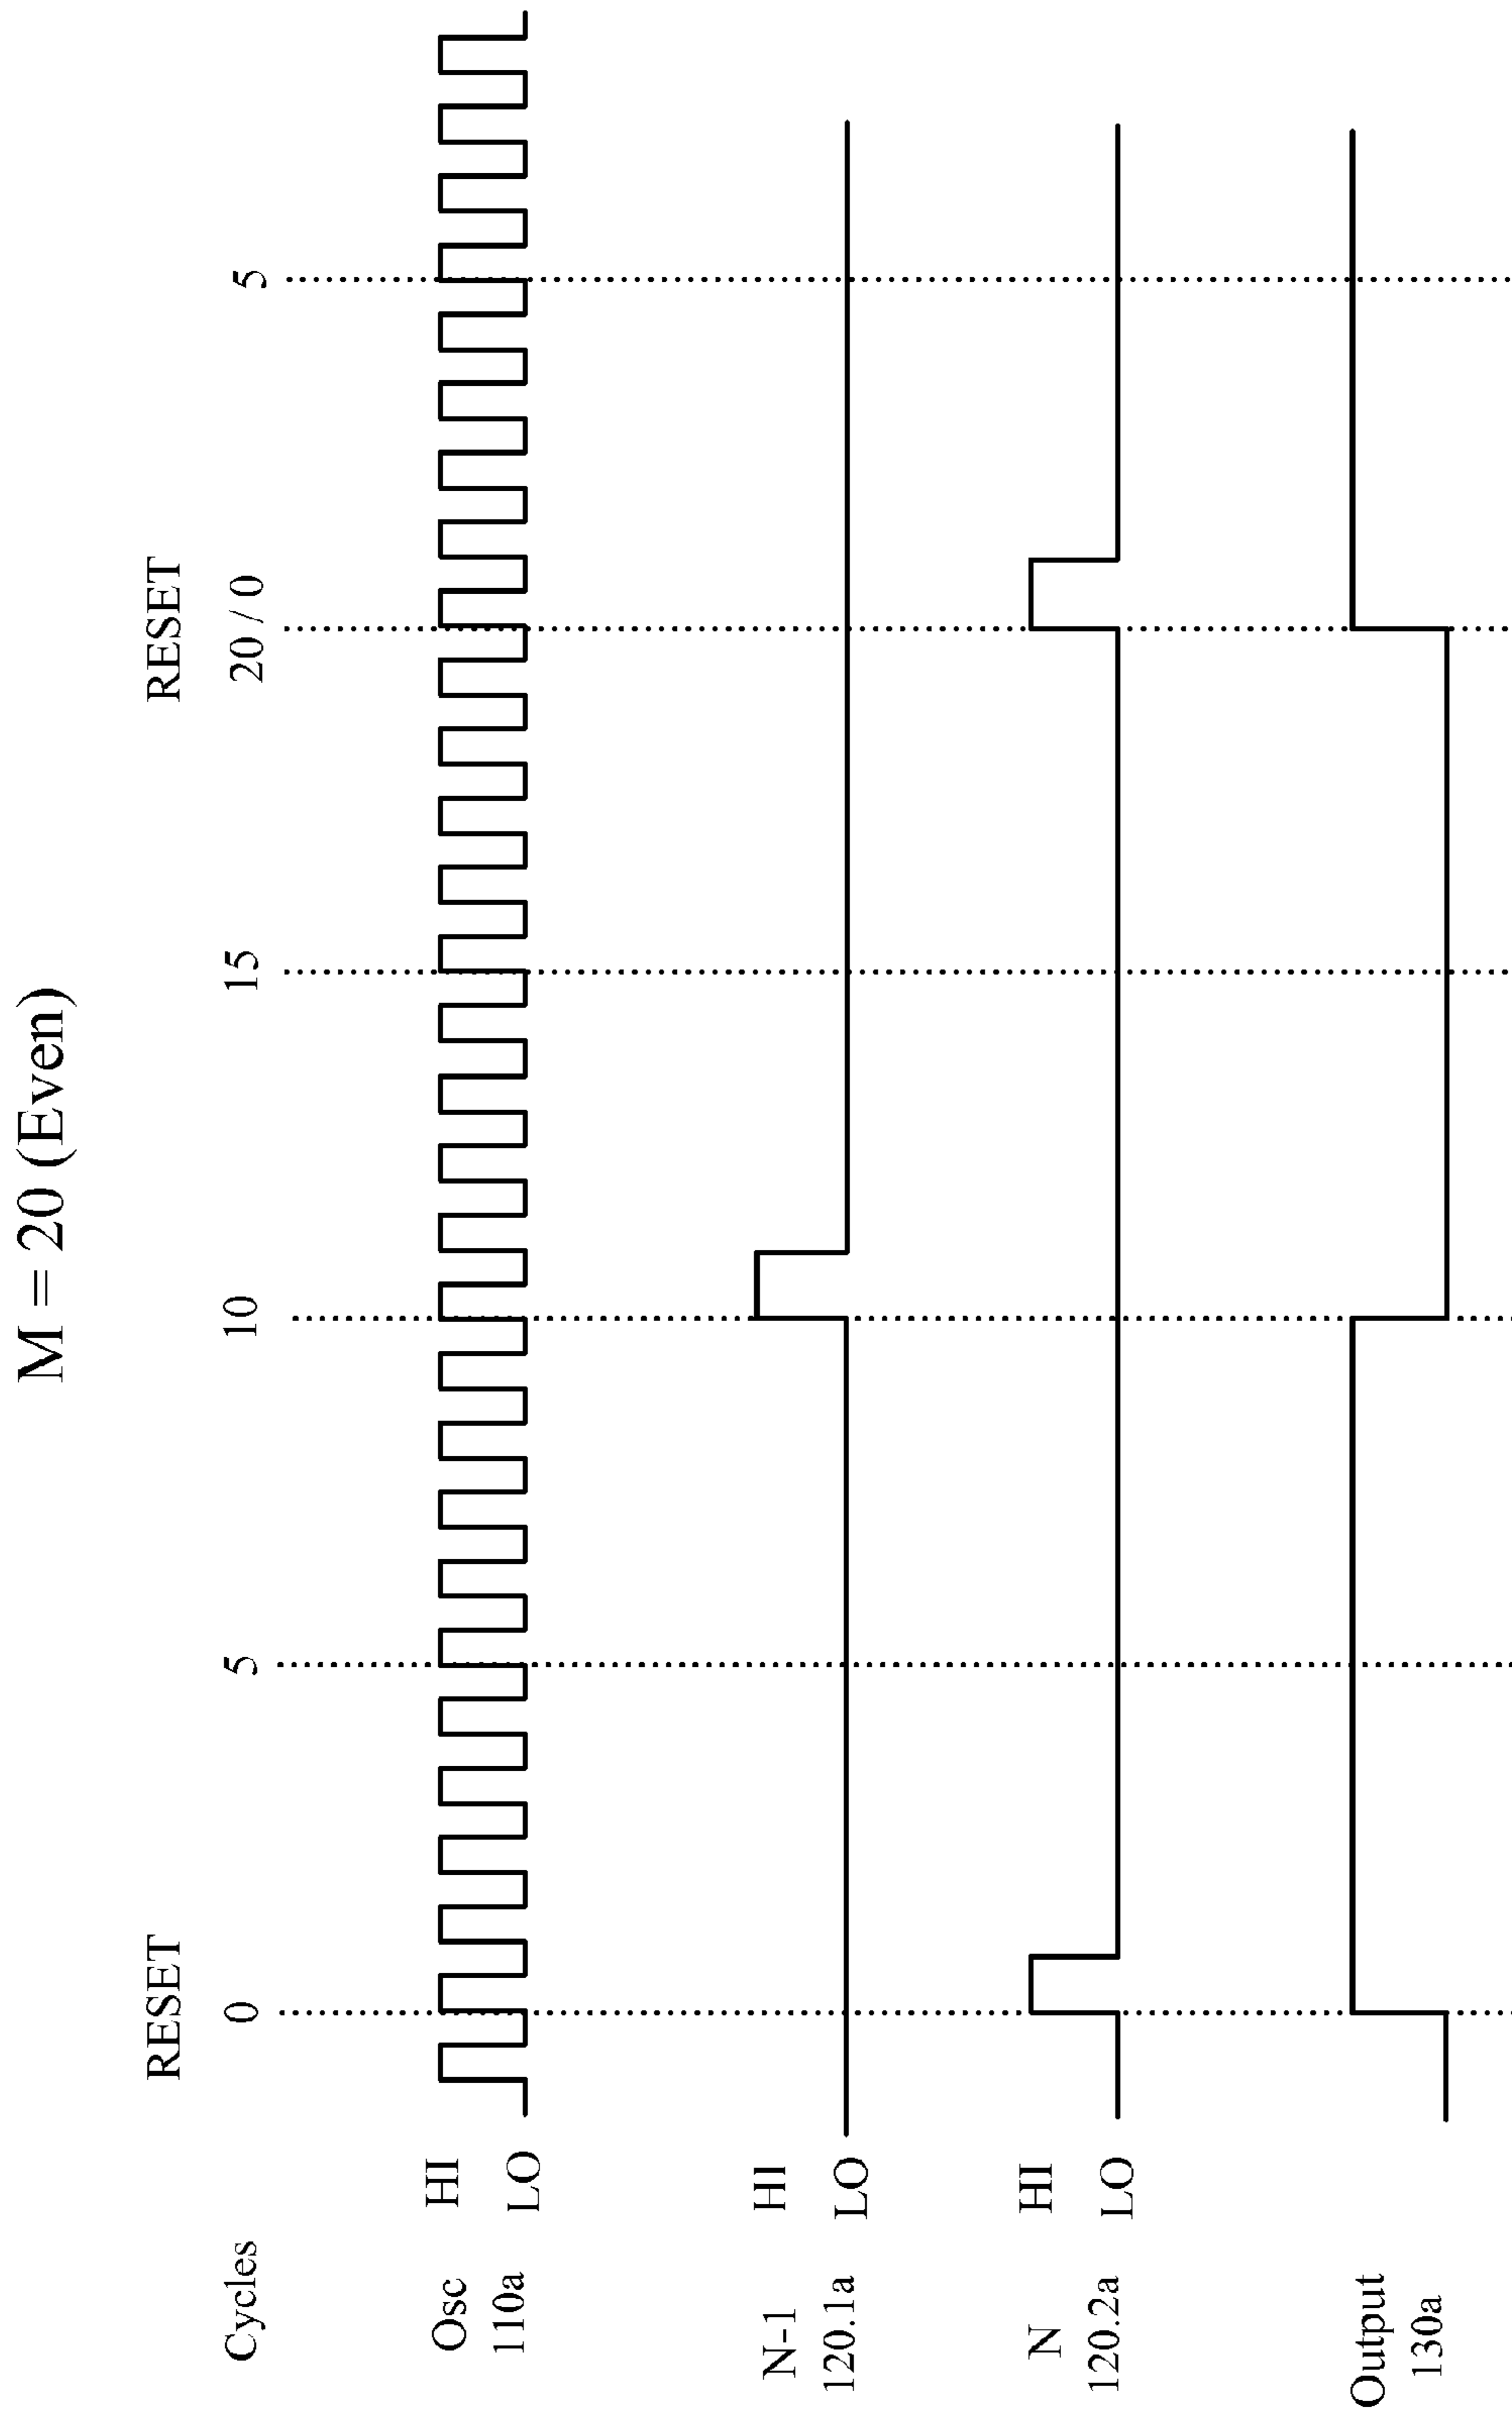 M = 20 (Even)
RESET RESET
Cycles 0 5 10 15 20 / 0 5
Osc HI
110a LO
N-1 HI
120.1a LO
N HI
120.2a LO
Output
130a